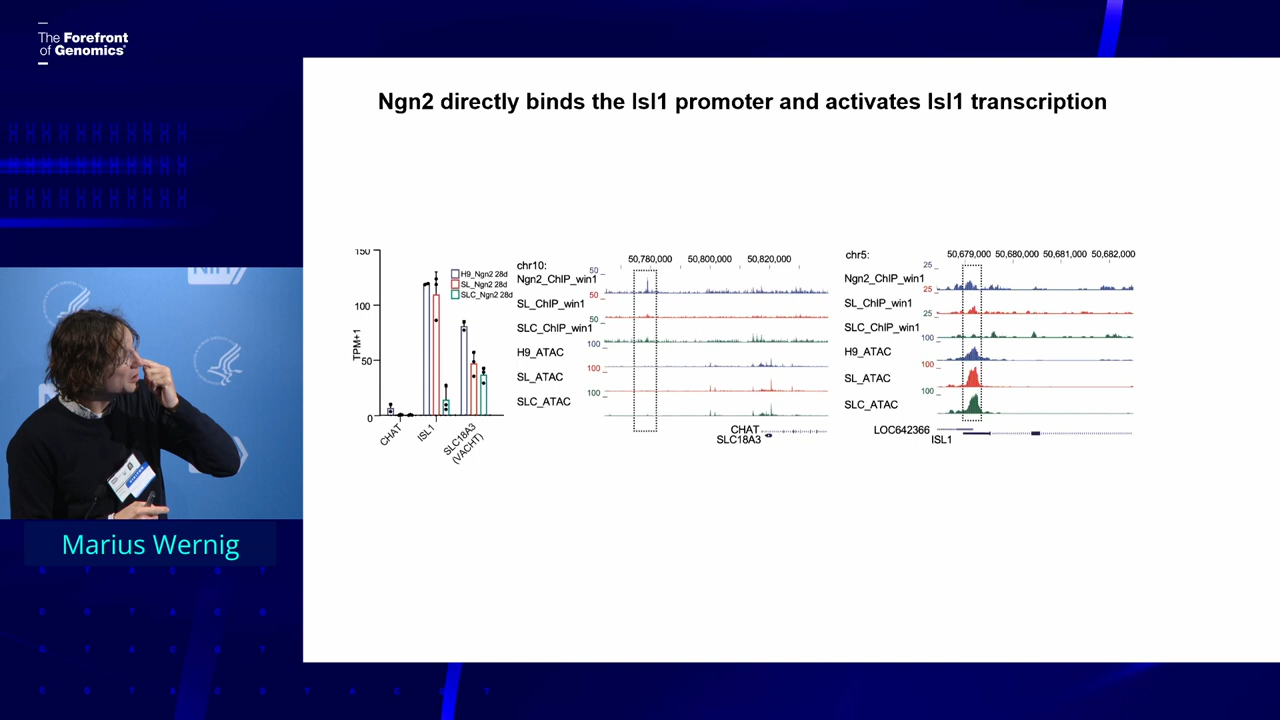 The Forefront
of Genomics
Ngn2 directly binds the Isl1 promoter and activates Isl1 transcription
150
100
50
0
TPM+1
H9_Ngn2 28d
SL_Ngn2 28d
SLC_Ngn2 28d
CHAT
ISL1
SLC18A3
(VACHT)
chr10:
50,780,000 50,800,000 50,820,000
50
Ngn2_ChIP_win1
50
SL_ChIP_win1
50
SLC_ChIP_win1
100
H9_ATAC
100
SL_ATAC
100
SLC_ATAC
CHAT
SLC18A3
chr5:
50,679,000 50,680,000 50,681,000 50,682,000
25
Ngn2_ChIP_win1
25
SL_ChIP_win1
25
SLC_ChIP_win1
100
H9_ATAC
100
SL_ATAC
100
SLC_ATAC
LOC642366
ISL1
NIH
Marius Wernig